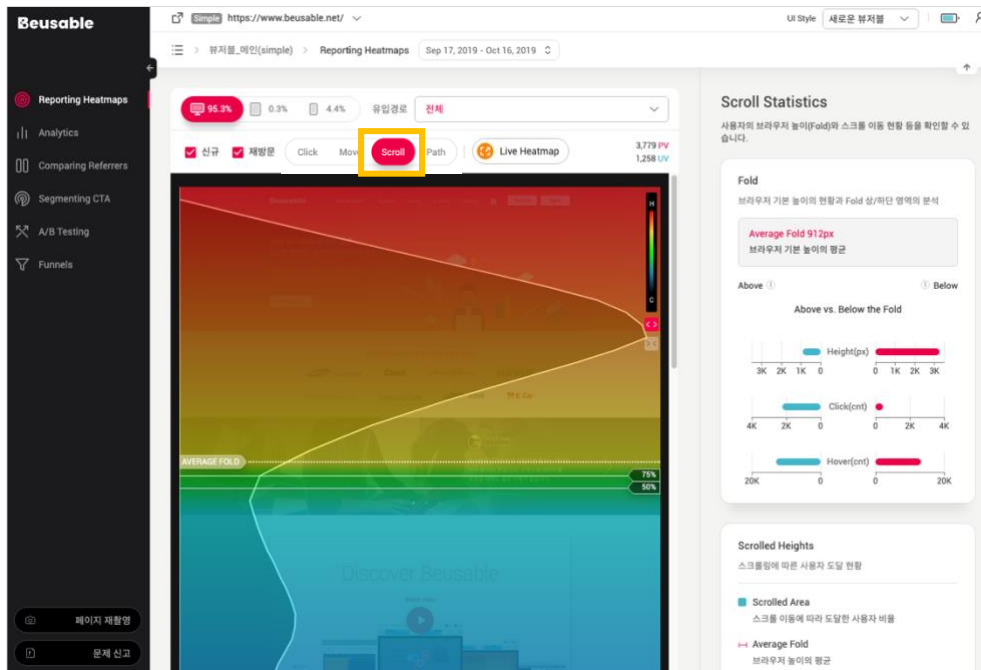 Beusable
Simple https://www.beusable.net/
UI Style 새로운 뷰저블
뷰저블_메인(simple) > Reporting Heatmaps Sep 17, 2019 - Oct 16, 2019
Reporting Heatmaps
Analytics
Comparing Referrers
Segmenting CTA
A/B Testing
Funnels
페이지 재촬영
문제 신고
95.3% 0.3% 4.4% 유입경로 전체
신규 재방문 Click Mov Scroll Path Live Heatmap
3,779 PV
1,258 UV
H
C
AVERAGE FOLD
75%
50%
Discover Beusable
Scroll Statistics
사용자의 브라우저 높이(Fold)와 스크롤 이동 현황 등을 확인할 수 있
습니다.
Fold
브라우저 기본 높이의 현황과 Fold 상/하단 영역의 분석
Average Fold 912px
브라우저 기본 높이의 평균
Above Below
Above vs. Below the Fold
Height(px)
3K 2K 1K 0 0 1K 2K 3K
Click(cnt)
4K 2K 0 0 2K 4K
Hover(cnt)
20K 0 0 20K
Scrolled Heights
스크롤링에 따른 사용자 도달 현황
Scrolled Area
스크롤 이동에 따라 도달한 사용자 비율
Average Fold
브라우저 높이의 평균